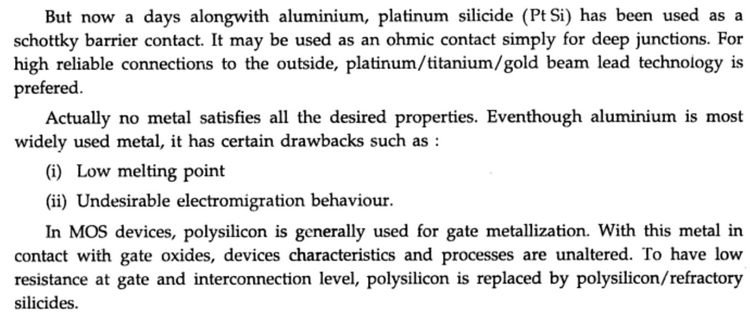 But now a days alongwith aluminium, platinum silicide (Pt Si) has been used as a
schottky barrier contact. It may be used as an ohmic contact simply for deep junctions. For
high reliable connections to the outside, platinum/titanium/gold beam lead technology is
prefered.
Actually no metal satisfies all the desired properties. Eventhough aluminium is most
widely used metal, it has certain drawbacks such as :
(i) Low melting point
(ii) Undesirable electromigration behaviour.
In MOS devices, polysilicon is generally used for gate metallization. With this metal in
contact with gate oxides, devices characteristics and processes are unaltered. To have low
resistance at gate and interconnection level, polysilicon is replaced by polysilicon/refractory
silicides.